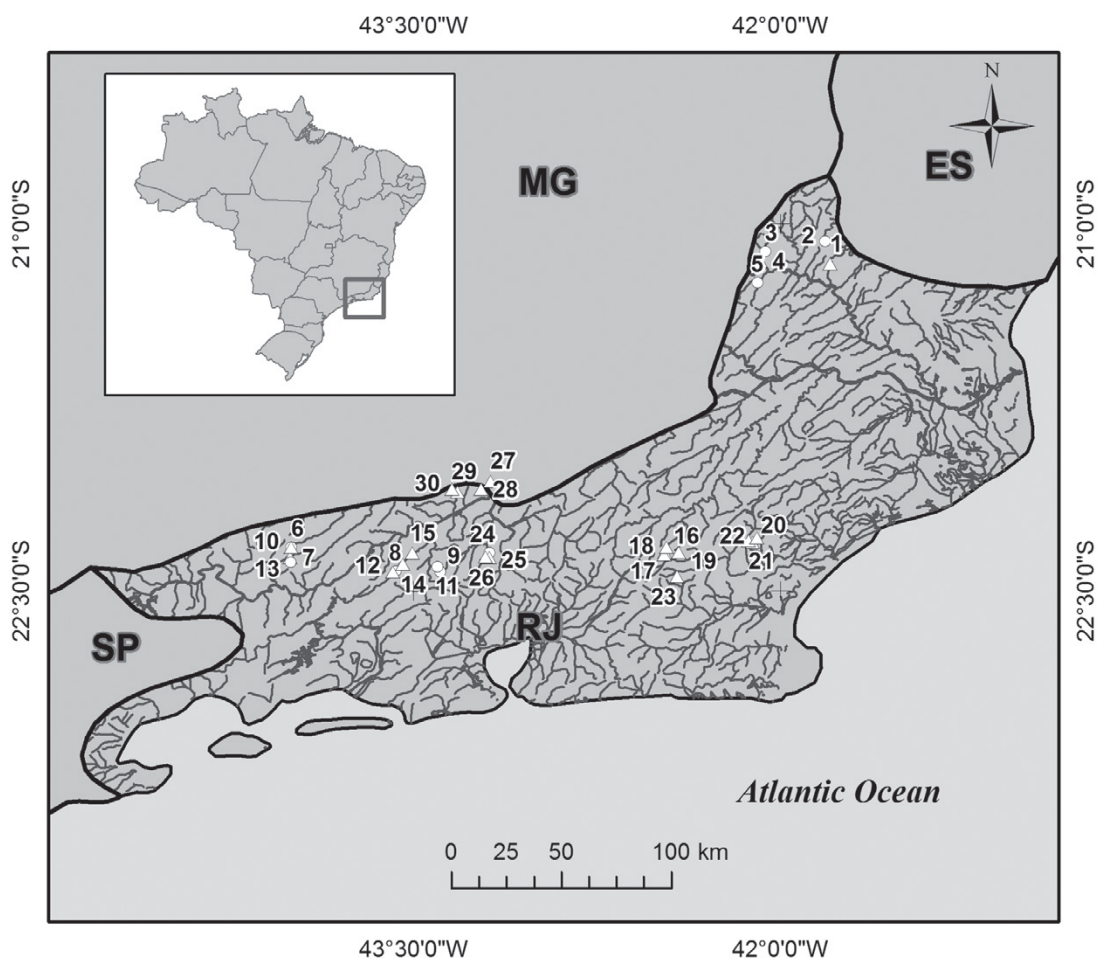 43°30'0"W 42°0'0"W
N
MG
ES
21°0'0"S
21°0'0"S
3 2
1
5 4
27
30 29
28
6
10
7
13
15
8 9
12
14 11
24
25
26
18 16
17 19
23
22 20
21
22°30'0"S
22°30'0"S
SP
RJ
Atlantic Ocean
0 25 50 100 km
43°30'0"W 42°0'0"W